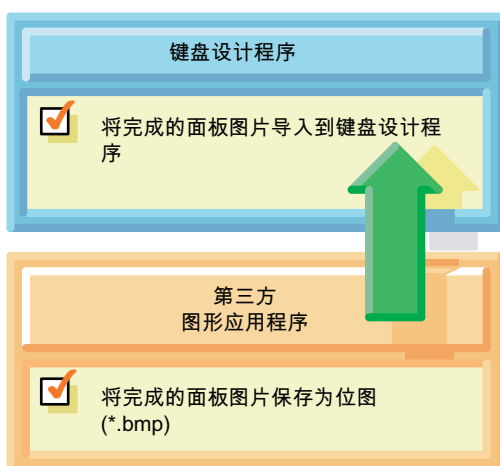 键盘设计程序
将完成的面板图片导入到键盘设计程
序
第三方
图形应用程序
将完成的面板图片保存为位图
(*.bmp)